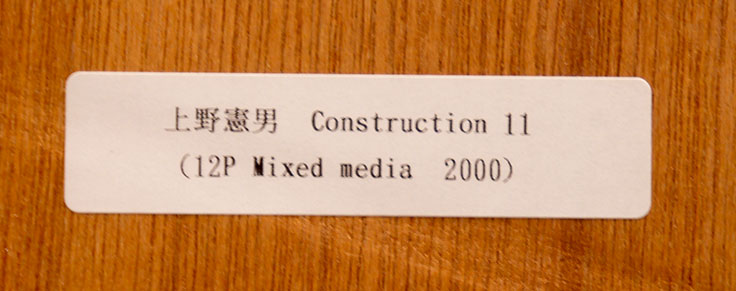 上野憲男　Construction 11
(12P Mixed media　2000)